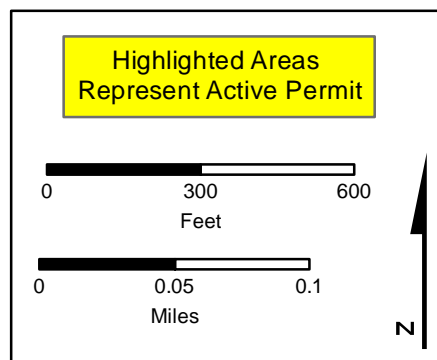 Highlighted Areas
Represent Active Permit
0 300 600
Feet
0 0.05 0.1
Miles
N